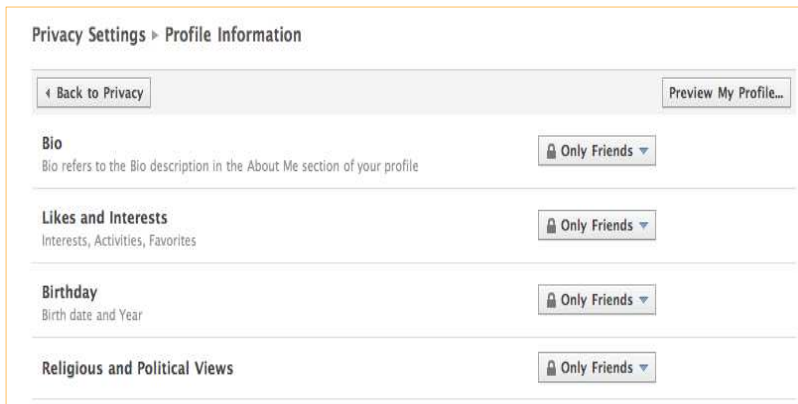 Privacy Settings ▸ Profile Information
Back to Privacy
Preview My Profile...
Bio
Bio refers to the Bio description in the About Me section of your profile
Only Friends
Likes and Interests
Interests, Activities, Favorites
Only Friends
Birthday
Birth date and Year
Only Friends
Religious and Political Views
Only Friends